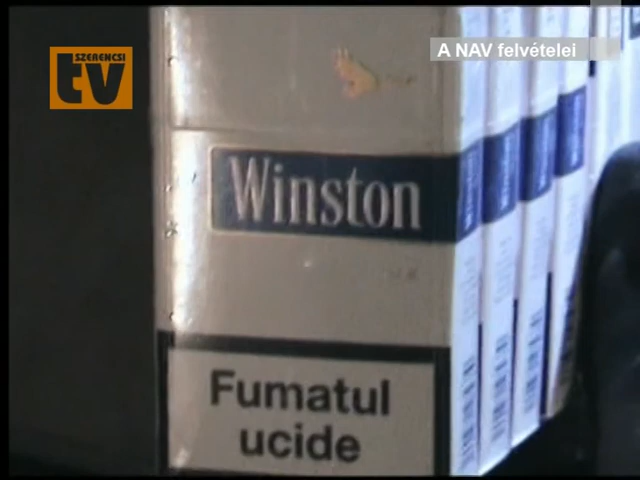 SZERENCSI
tv
A NAV felvételei
Winston
Fumatul
ucide